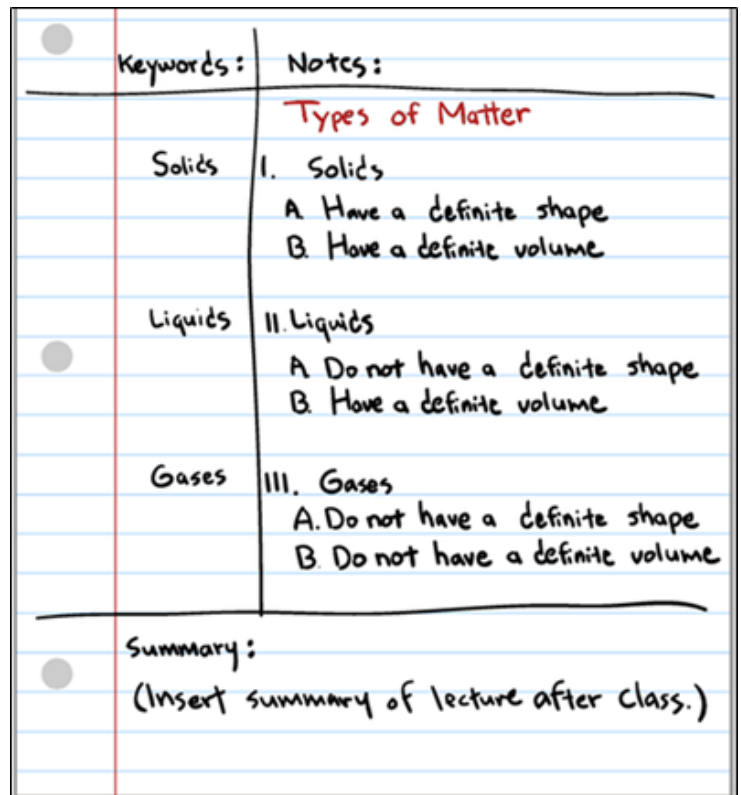 Keywords: Notes:
Types of Matter
Solids I. Solids
A Have a definite shape
B. Have a definite volume
Liquids II. Liquids
A Do not have a definite shape
B. Have a definite volume
Gases III. Gases
A. Do not have a definite shape
B. Do not have a definite volume
Summary:
(Insert summary of lecture after class.)